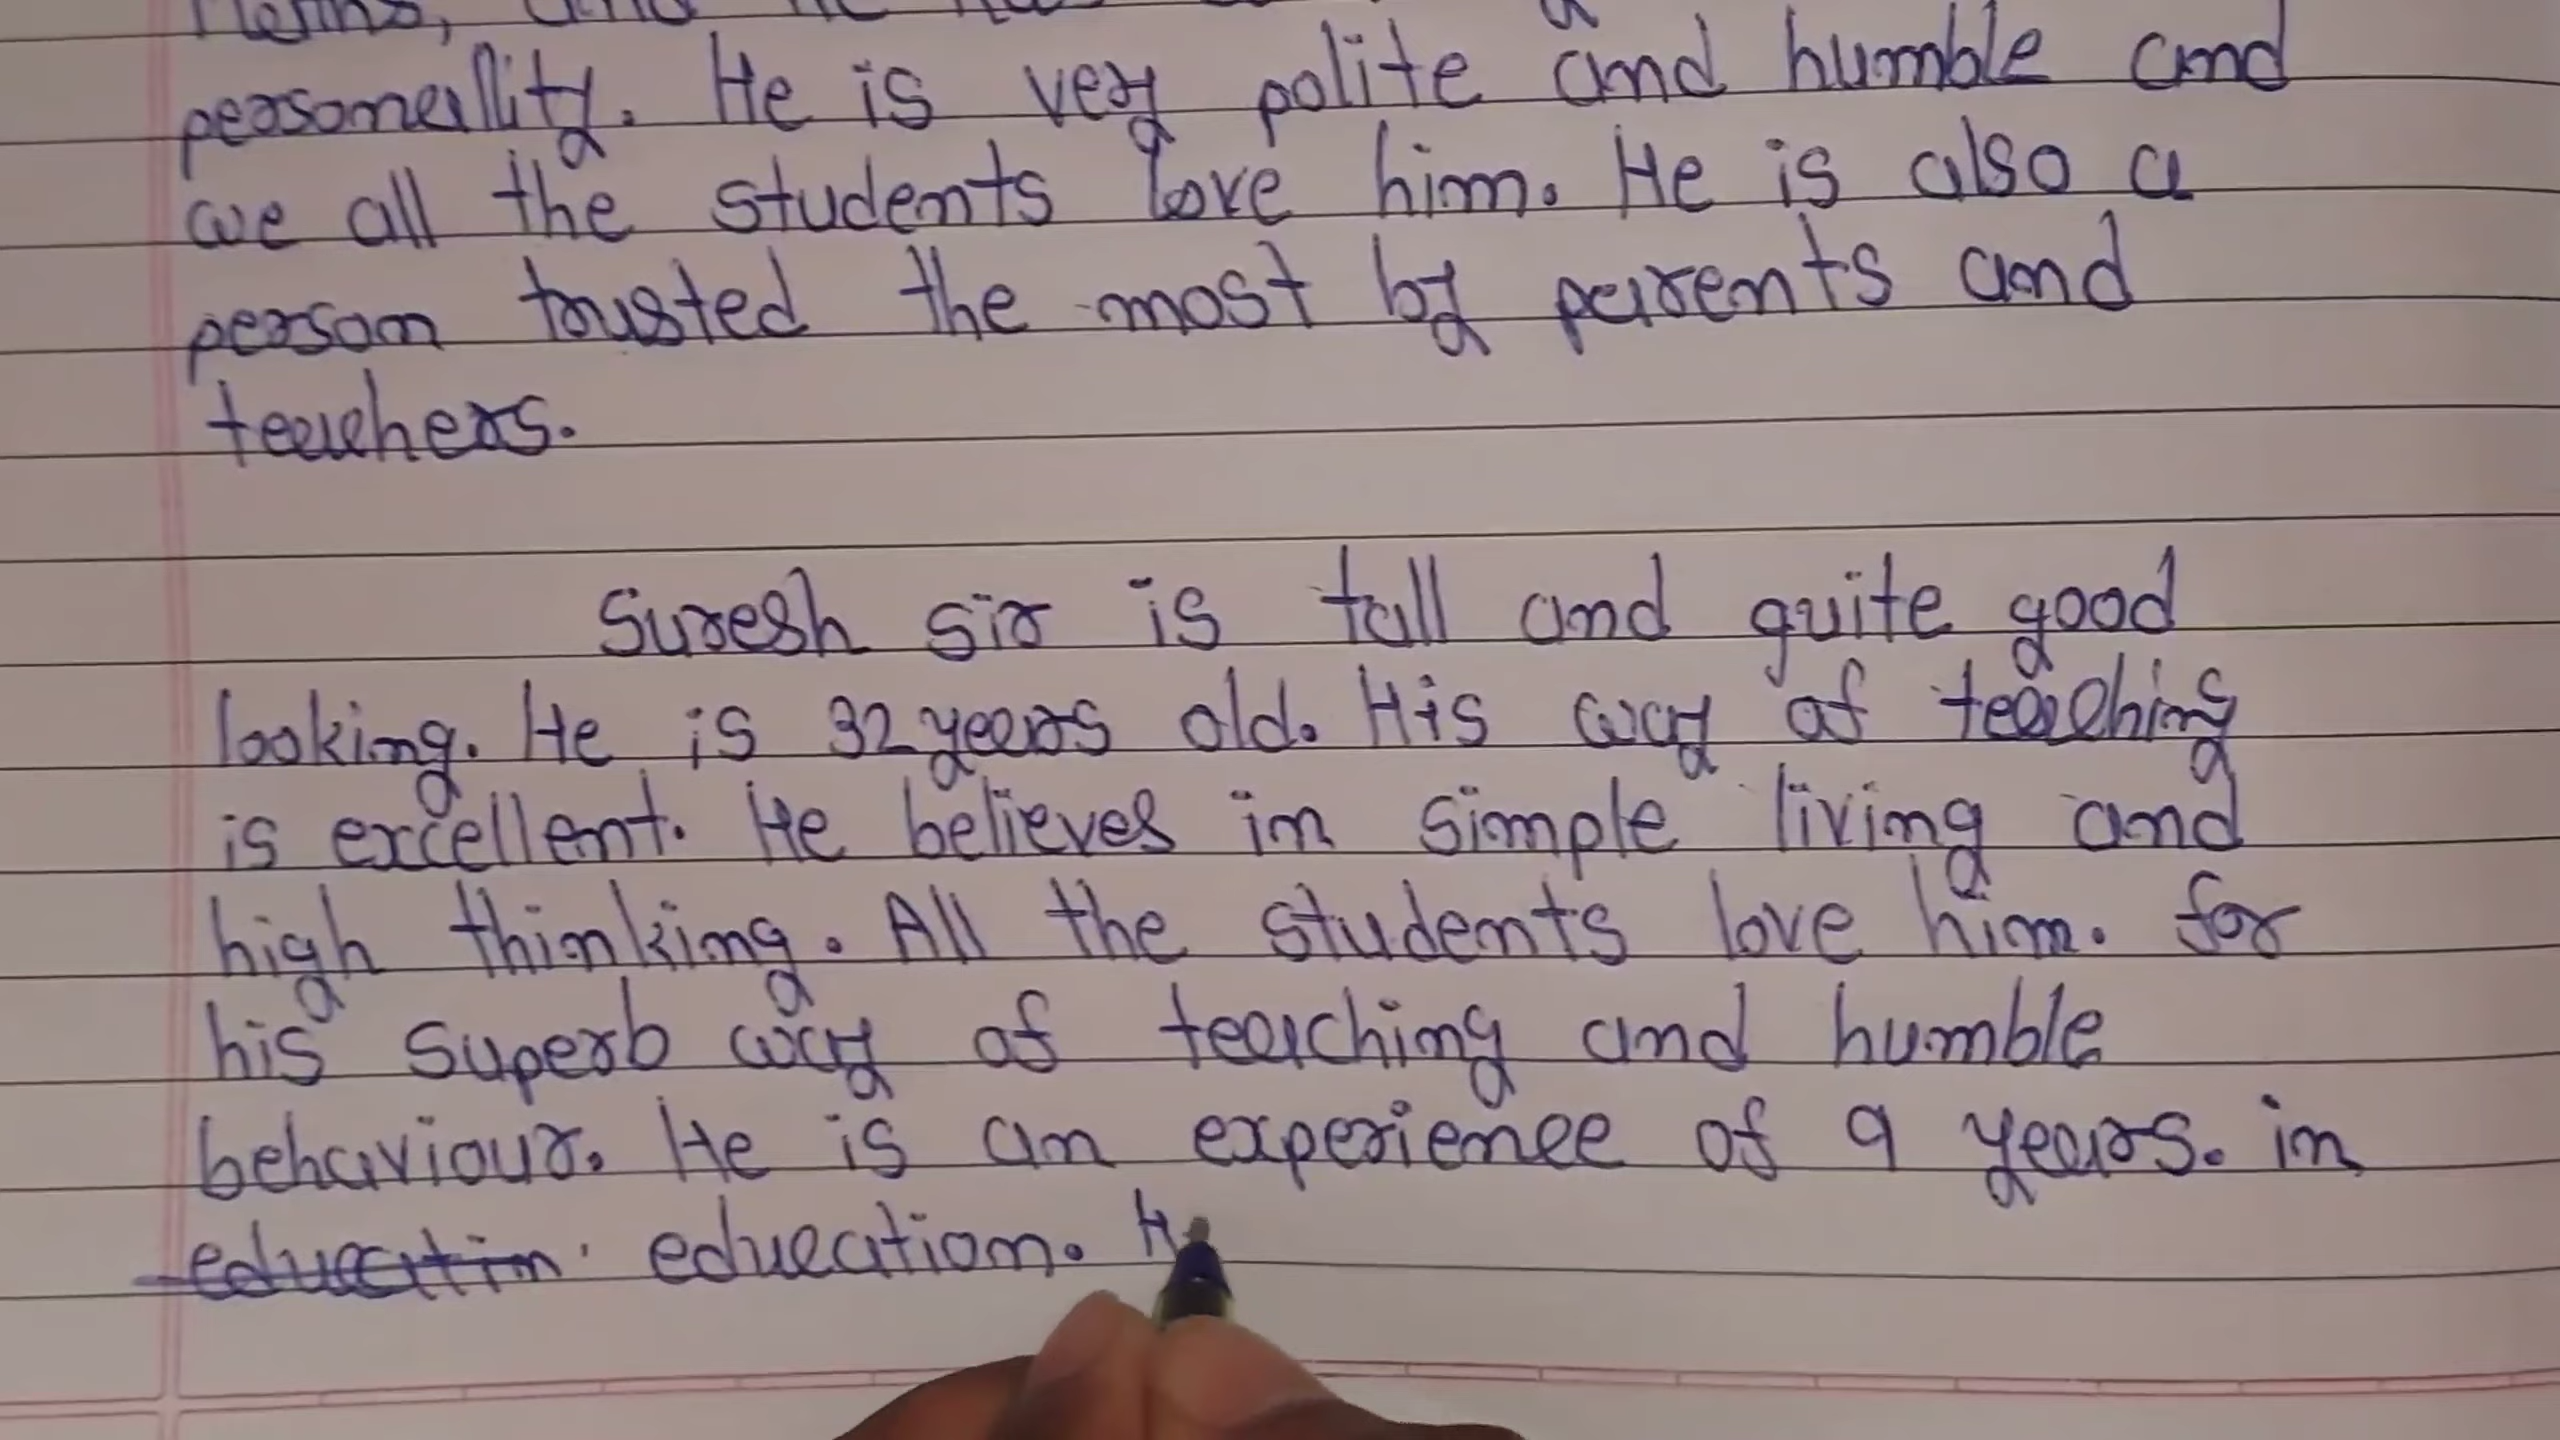 personallity. He is very polite and humble and
we all the students love him. He is also a
person trusted the most by parents and
teachers.
Suresh sir is tall and quite good
looking. He is 32 years old. His way of teaching
is excellent. He believes in simple living and
high thinking. All the students love him. for
his superb way of teaching and humble
behaviour. He is an experience of 9 years. in
educatin education. H